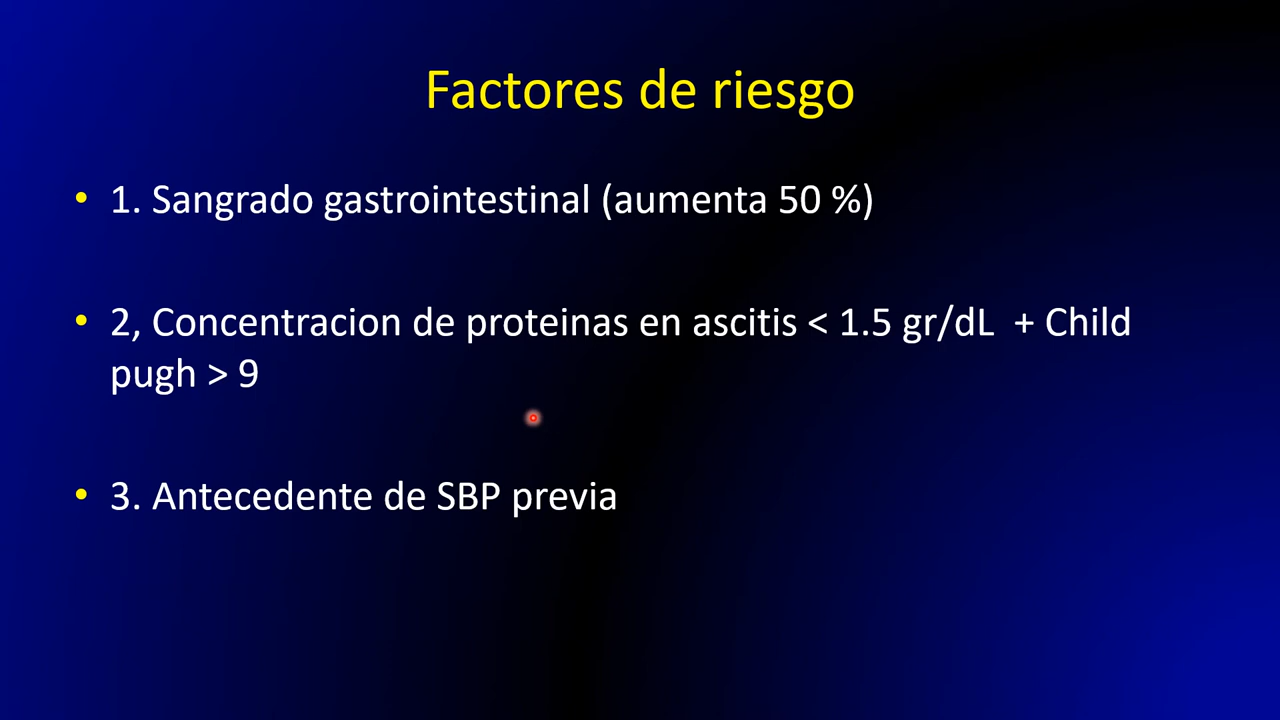 Factores de riesgo
• 1. Sangrado gastrointestinal (aumenta 50 %)
• 2, Concentracion de proteinas en ascitis < 1.5 gr/dL + Child
pugh > 9
• 3. Antecedente de SBP previa